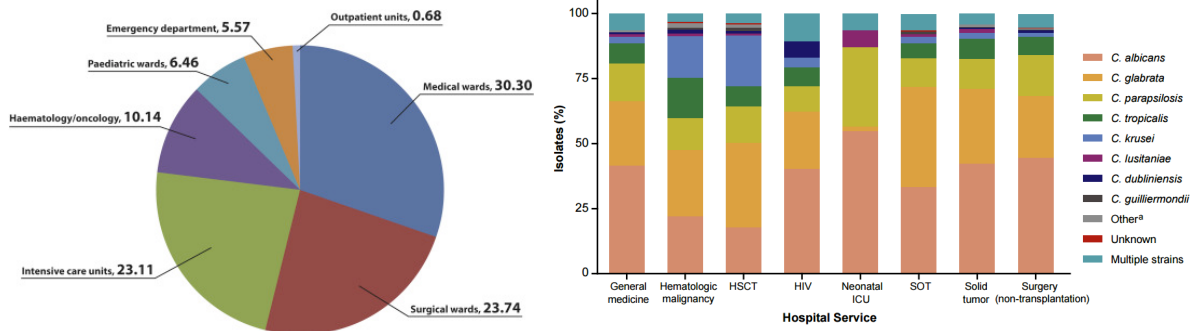 Outpatient units, 0.68
Emergency department, 5.57
Paediatric wards, 6.46
Medical wards, 30.30
Haematology/oncology, 10.14
Intensive care units, 23.11
Surgical wards, 23.74
100
75
50
25
0
Isolates (%)
General
medicine
Hematologic
malignancy
HSCT
HIV
Neonatal
ICU
SOT
Solid
tumor
Surgery
(non-transplantation)
Hospital Service
C. albicans
C. glabrata
C. parapsilosis
C. tropicalis
C. krusei
C. lusitaniae
C. dubliniensis
C. guilliermondii
Otherᵃ
Unknown
Multiple strains